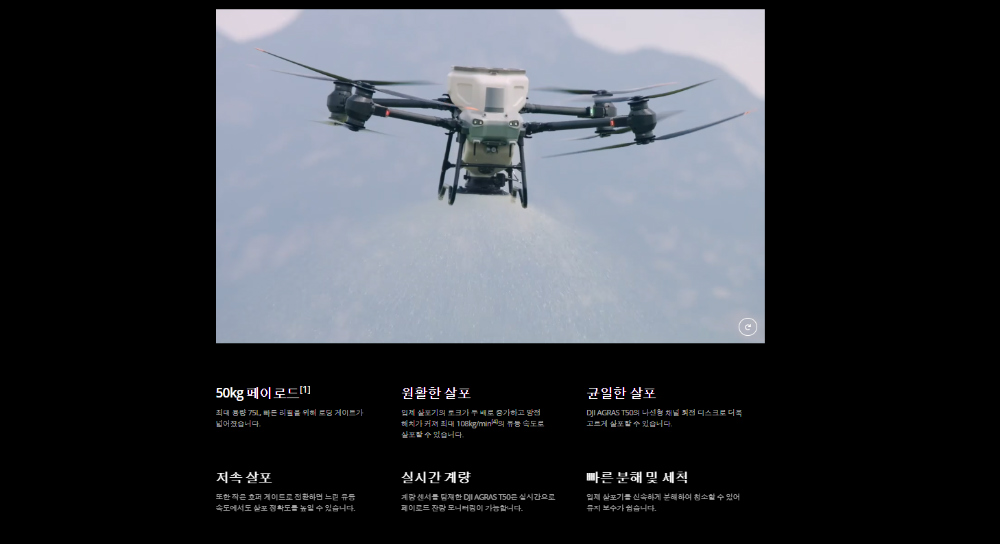 50kg 페이로드[1]
최대 용량 75L, 빠른 리필을 위해 로딩 게이트가
넓어졌습니다.
원활한 살포
입제 살포기의 토크가 두 배로 증가하고 방출
해치가 커져 최대 108kg/min의 유동 속도로
살포할 수 있습니다.
균일한 살포
DJI AGRAS T50의 나선형 채널 회전 디스크로 더욱
고르게 살포할 수 있습니다.
저속 살포
또한 작은 호퍼 게이트로 전환하면 느린 유동
속도에서도 살포 정확도를 높일 수 있습니다.
실시간 계량
계량 센서를 탑재한 DJI AGRAS T50은 실시간으로
페이로드 잔량 모니터링이 가능합니다.
빠른 분해 및 세척
입제 살포기를 신속하게 분해하여 청소할 수 있어
유지 보수가 쉽습니다.